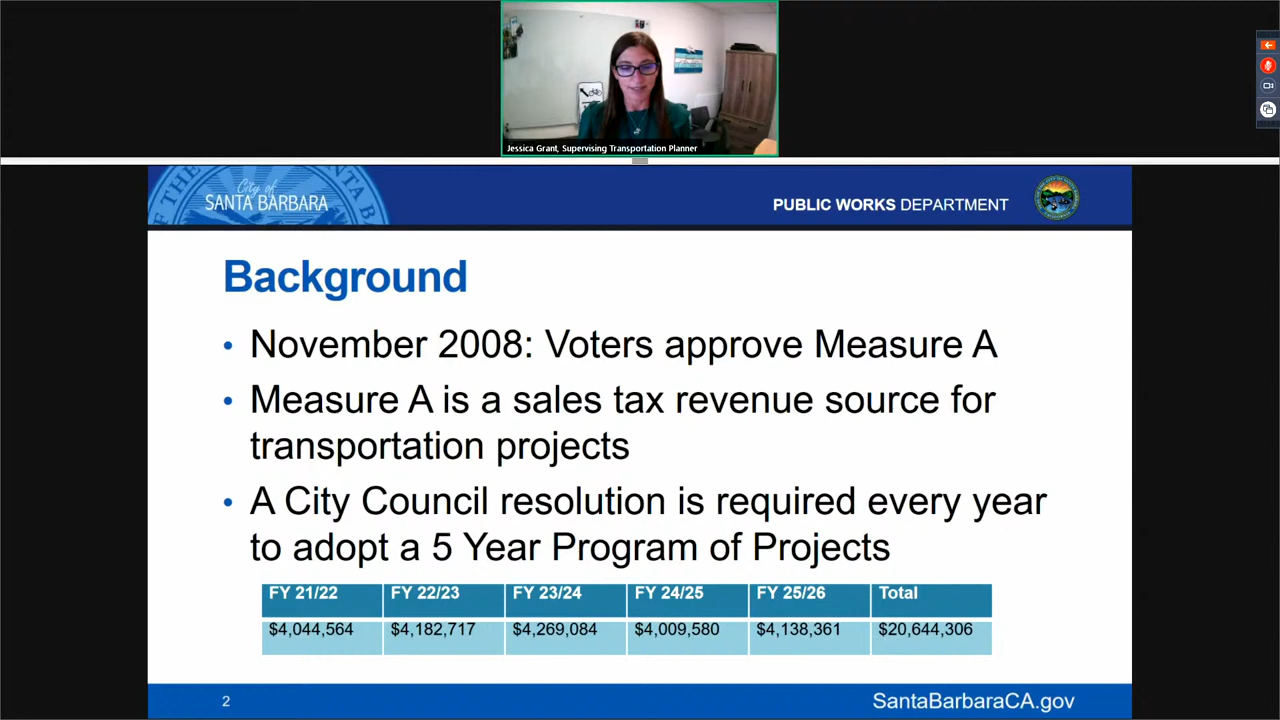 Jessica Grant, Supervising Transportation Planner
City of
SANTA BARBARA
PUBLIC WORKS DEPARTMENT
Background
• November 2008: Voters approve Measure A
• Measure A is a sales tax revenue source for
transportation projects
• A City Council resolution is required every year
to adopt a 5 Year Program of Projects
FY 21/22 FY 22/23 FY 23/24 FY 24/25 FY 25/26 Total
$4,044,564 $4,182,717 $4,269,084 $4,009,580 $4,138,361 $20,644,306
2
SantaBarbaraCA.gov